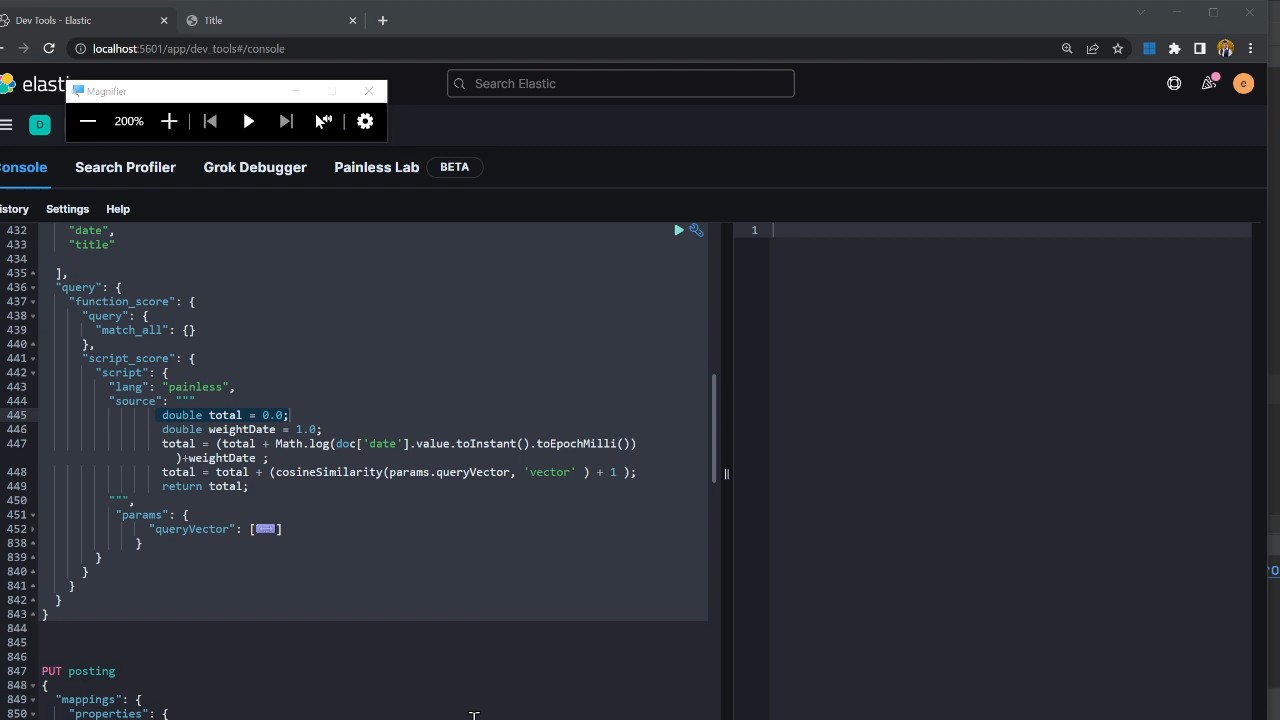 Dev Tools - Elastic
Title
localhost:5601/app/dev_tools#/console
elasti
Search Elastic
e
Magnifier
200%
D
Console
Search Profiler
Grok Debugger
Painless Lab
BETA
istory
Settings
Help
432 "date",
433 "title"
434
435 ],
436 "query": {
437 "function_score": {
438 "query": {
439 "match_all": {}
440 },
441 "script_score": {
442 "script": {
443 "lang": "painless",
444 "source": """
445 double total = 0.0;
446 double weightDate = 1.0;
447 total = (total + Math.log(doc['date'].value.toInstant().toEpochMilli())
)+weightDate ;
448 total = total + (cosineSimilarity(params.queryVector, 'vector' ) + 1 );
449 return total;
450 """,
451 "params": {
452 "queryVector": [ ]
838 }
839 }
840 }
841 }
842 }
843 }
844
845
846
847 PUT posting
848 {
849 "mappings": {
850 "properties": {
1